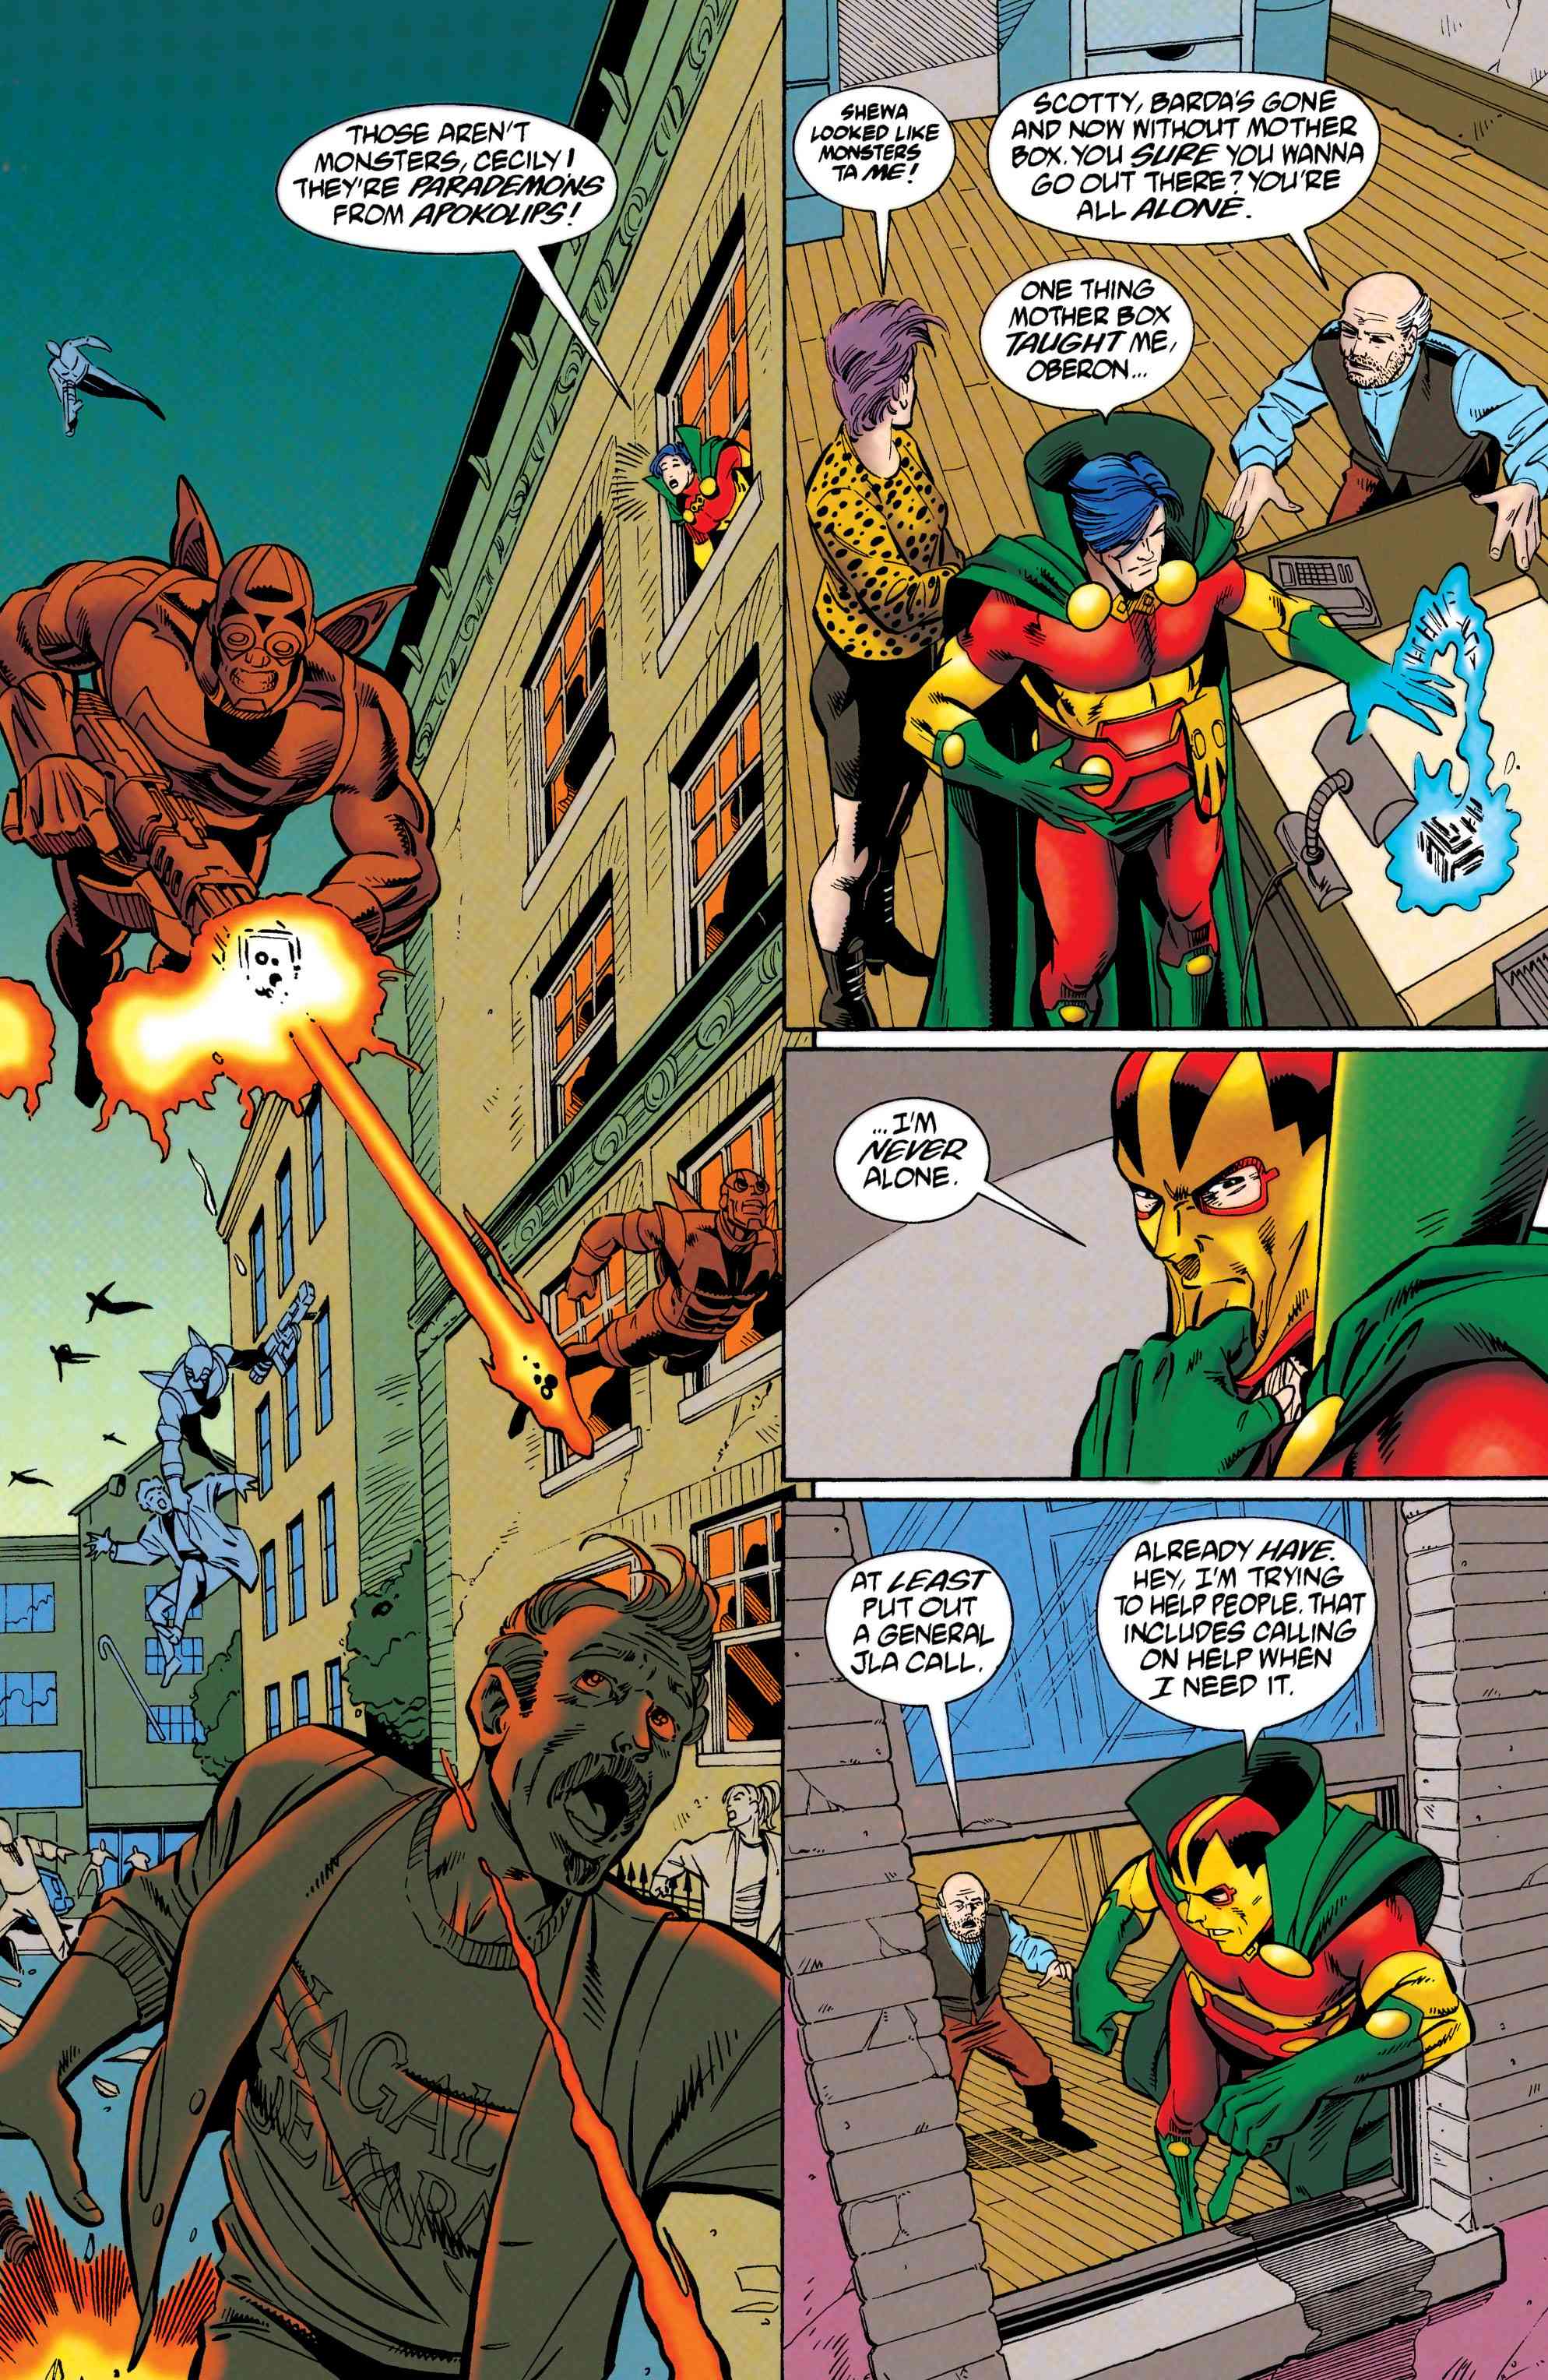 THOSE AREN'T
MONSTERS, CECILY!
THEY'RE PARADEMONS
FROM APOKOLIPS!
SHEWA
LOOKED LIKE
MONSTERS
TA ME!
SCOTTY, BARDA'S GONE
AND NOW WITHOUT MOTHER
BOX. YOU SURE YOU WANNA
GO OUT THERE? YOU'RE
ALL ALONE.
ONE THING
MOTHER BOX
TAUGHT ME,
OBERON...
...I'M
NEVER
ALONE.
AT LEAST
PUT OUT
A GENERAL
JLA CALL.
ALREADY HAVE.
HEY, I'M TRYING
TO HELP PEOPLE. THAT
INCLUDES CALLING
ON HELP WHEN
I NEED IT.